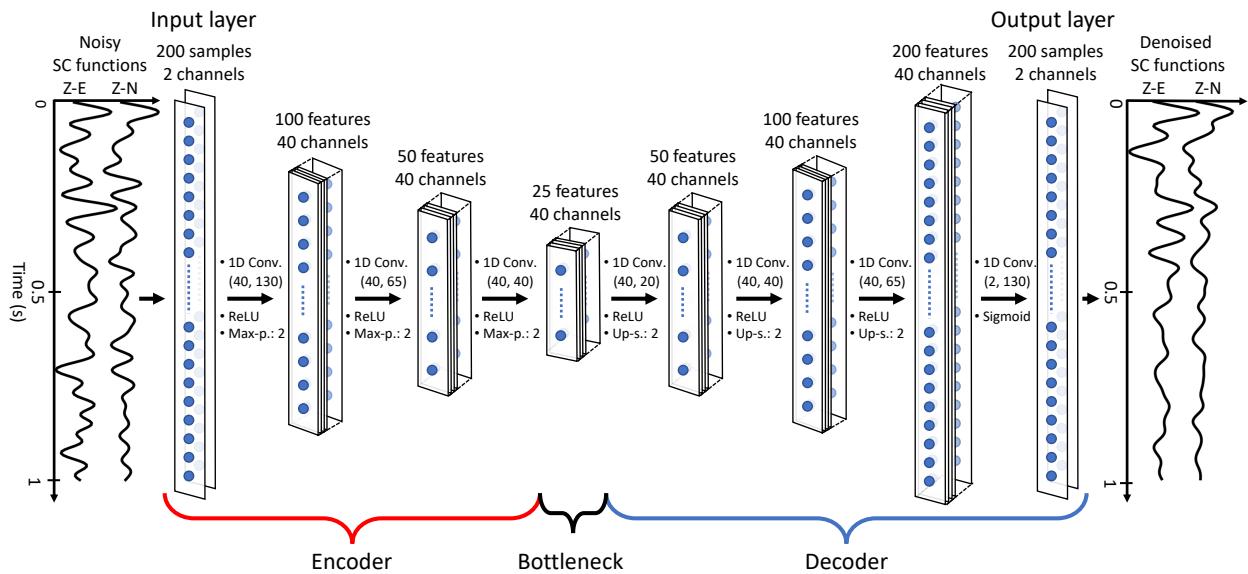 Input layer
Output layer
Noisy
SC functions
Z-E Z-N
200 samples
2 channels
100 features
40 channels
50 features
40 channels
25 features
40 channels
50 features
40 channels
100 features
40 channels
200 features
40 channels
200 samples
2 channels
Denoised
SC functions
Z-E Z-N
0
0.5
1
Time (s)
• 1D Conv.
(40, 130)
• ReLU
• Max-p.: 2
• 1D Conv.
(40, 65)
• ReLU
• Max-p.: 2
• 1D Conv.
(40, 40)
• ReLU
• Max-p.: 2
• 1D Conv.
(40, 20)
• ReLU
• Up-s.: 2
• 1D Conv.
(40, 40)
• ReLU
• Up-s.: 2
• 1D Conv.
(40, 65)
• ReLU
• Up-s.: 2
• 1D Conv.
(2, 130)
• Sigmoid
0
0.5
1
Encoder
Bottleneck
Decoder